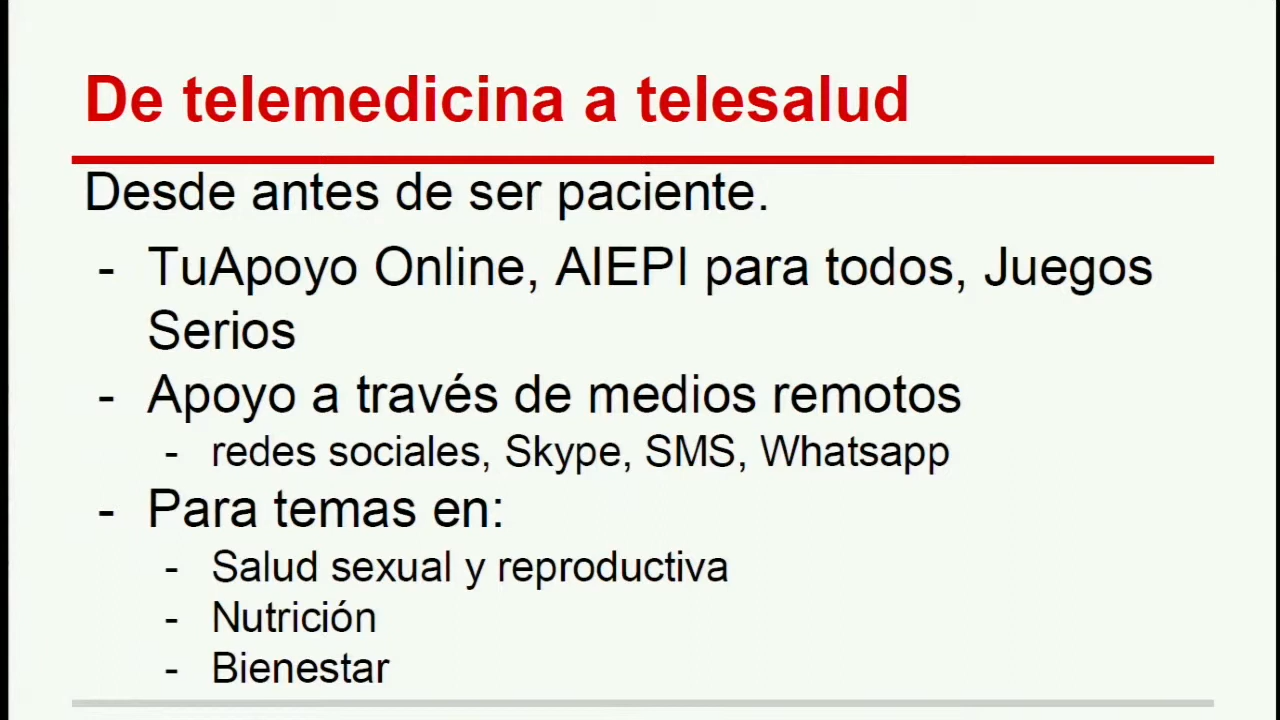 De telemedicina a telesalud
Desde antes de ser paciente.
- TuApoyo Online, AIEPI para todos, Juegos
Serios
- Apoyo a través de medios remotos
- redes sociales, Skype, SMS, Whatsapp
- Para temas en:
- Salud sexual y reproductiva
- Nutrición
- Bienestar